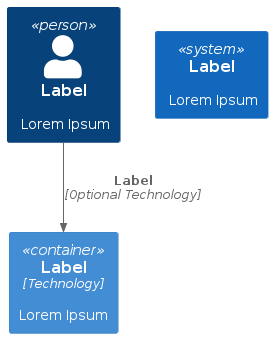 «person»
Label
Lorem Ipsum
«system»
Label
Lorem Ipsum
Label
[Optional Technology]
«container»
Label
[Technology]
Lorem Ipsum